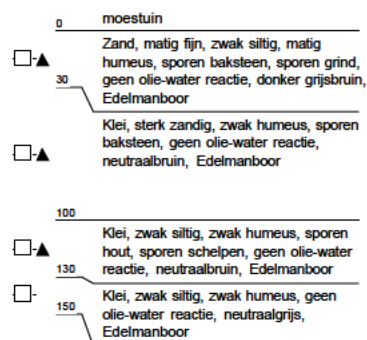 0 moestuin
Zand, matig fijn, zwak siltig, matig
humeus, sporen baksteen, sporen grind,
30 geen olie-water reactie, donker grijsbruin,
Edelmanboor
Klei, sterk zandig, zwak humeus, sporen
baksteen, geen olie-water reactie,
neutraalbruin, Edelmanboor
100
Klei, zwak siltig, zwak humeus, sporen
hout, sporen schelpen, geen olie-water
130 reactie, neutraalbruin, Edelmanboor
Klei, zwak siltig, zwak humeus, geen
150 olie-water reactie, neutraalgrijs,
Edelmanboor